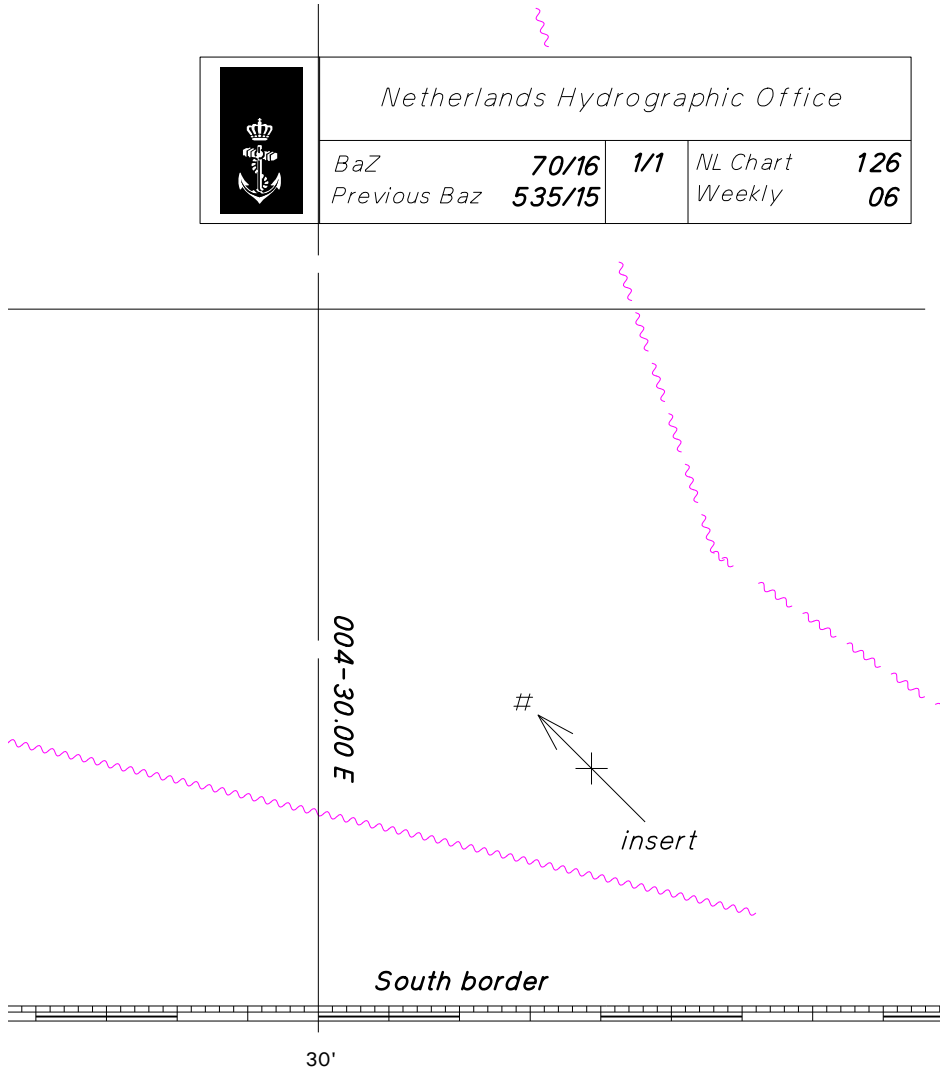 Netherlands Hydrographic Office
BaZ 70/16 1/1 NL Chart 126
Previous Baz 535/15 Weekly 06
004-30.00 E
#
insert
South border
30'